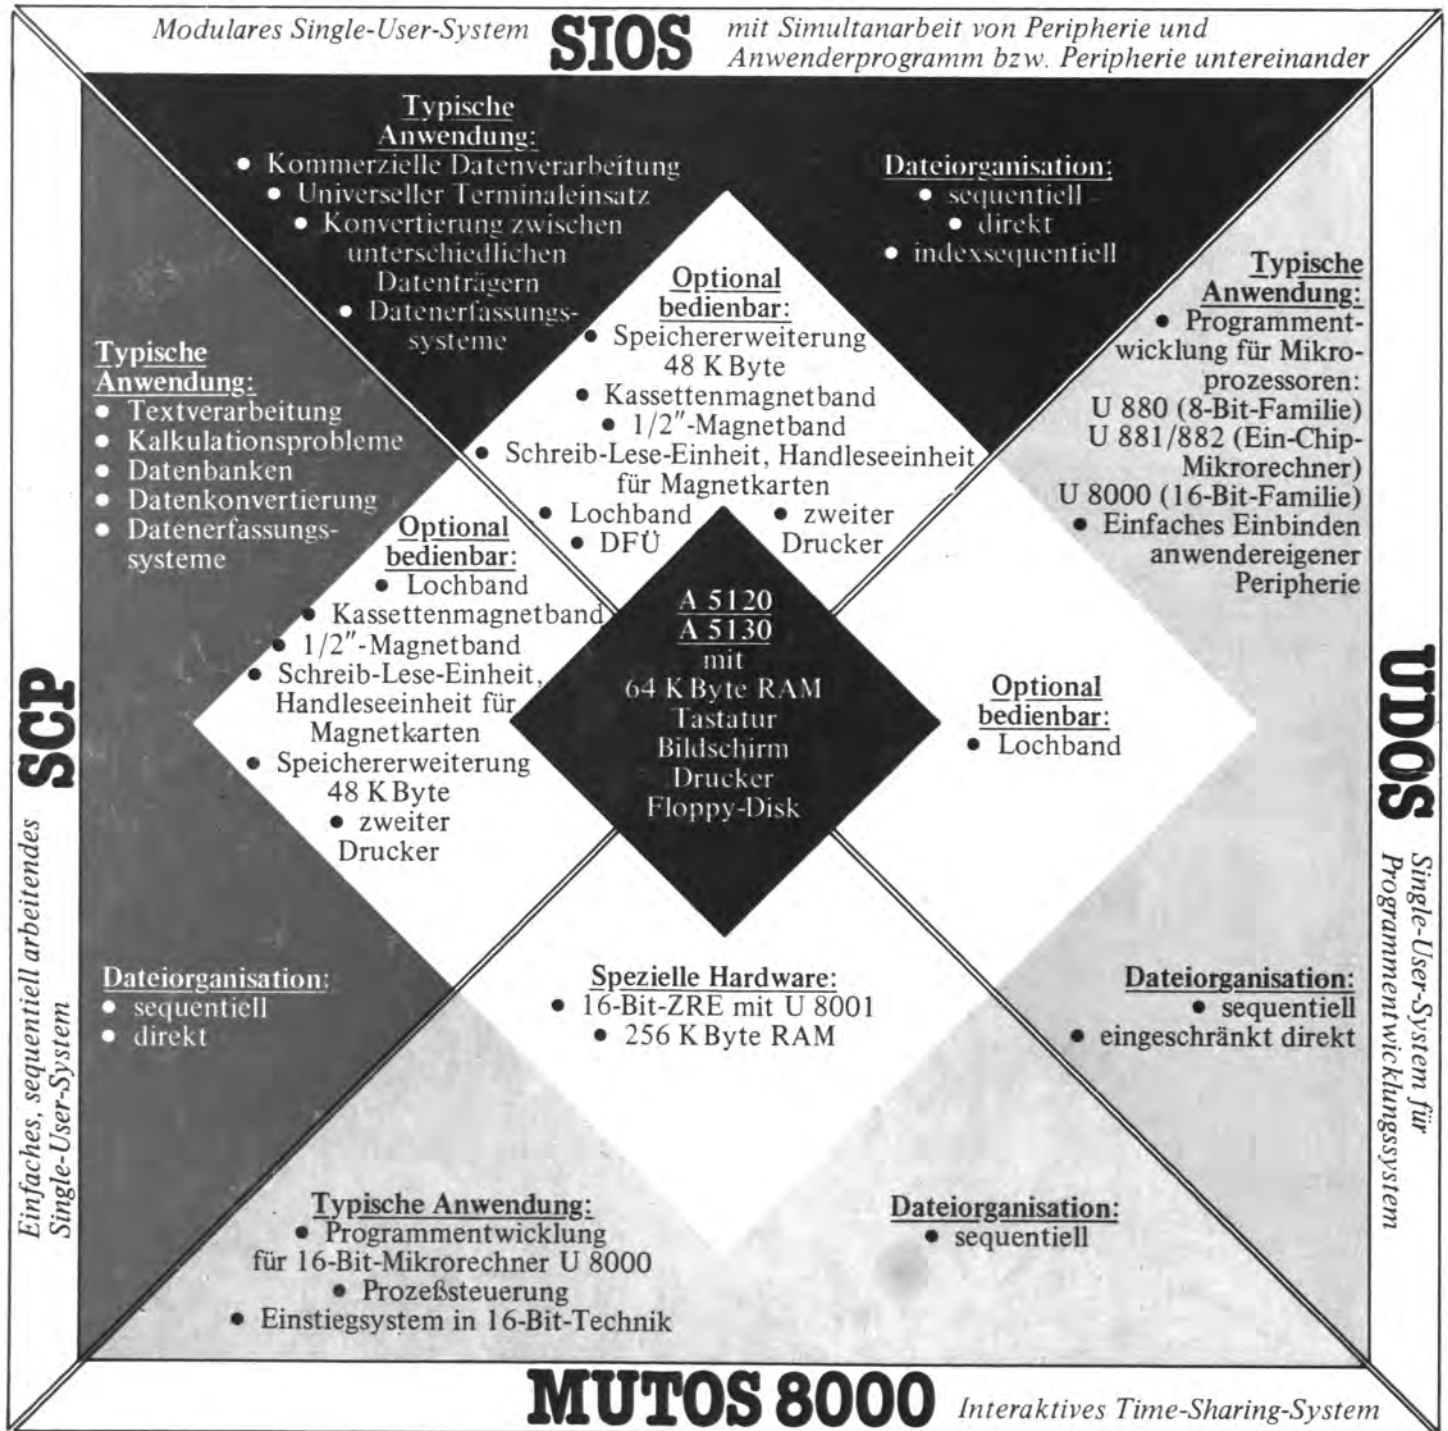 Modulares Single-User-System SIOS mit Simultanarbeit von Peripherie und
Anwenderprogramm bzw. Peripherie untereinander
Typische
Anwendung:
• Kommerzielle Datenverarbeitung
• Universeller Terminaleinsatz
• Konvertierung zwischen
unterschiedlichen
Datenträgern
• Datenerfassungs-
systeme
Dateiorganisation:
• sequentiell
• direkt
• indexsequentiell
Optional
bedienbar:
• Speichererweiterung
48 K Byte
• Kassettenmagnetband
• 1/2"-Magnetband
• Schreib-Lese-Einheit, Handleseeinheit
für Magnetkarten
• Lochband
• DFÜ
• zweiter
Drucker
SCP
Einfaches, sequentiell arbeitendes
Single-User-System
Typische
Anwendung:
• Textverarbeitung
• Kalkulationsprobleme
• Datenbanken
• Datenkonvertierung
• Datenerfassungs-
systeme
Optional
bedienbar:
• Lochband
• Kassettenmagnetband
• 1/2"-Magnetband
• Schreib-Lese-Einheit,
Handleseeinheit für
Magnetkarten
• Speichererweiterung
48 K Byte
• zweiter
Drucker
Dateiorganisation:
• sequentiell
• direkt
A 5120
A 5130
mit
64 K Byte RAM
Tastatur
Bildschirm
Drucker
Floppy-Disk
UDOS
Single-User-System für
Programmentwicklungssystem
Typische
Anwendung:
• Programment-
wicklung für Mikro-
prozessoren:
U 880 (8-Bit-Familie)
U 881/882 (Ein-Chip-
Mikrorechner)
U 8000 (16-Bit-Familie)
• Einfaches Einbinden
anwendereigener
Peripherie
Optional
bedienbar:
• Lochband
Dateiorganisation:
• sequentiell
• eingeschränkt direkt
Spezielle Hardware:
• 16-Bit-ZRE mit U 8001
• 256 K Byte RAM
Typische Anwendung:
• Programmentwicklung
für 16-Bit-Mikrorechner U 8000
• Prozeßsteuerung
• Einstiegsystem in 16-Bit-Technik
Dateiorganisation:
• sequentiell
MUTOS 8000 Interaktives Time-Sharing-System